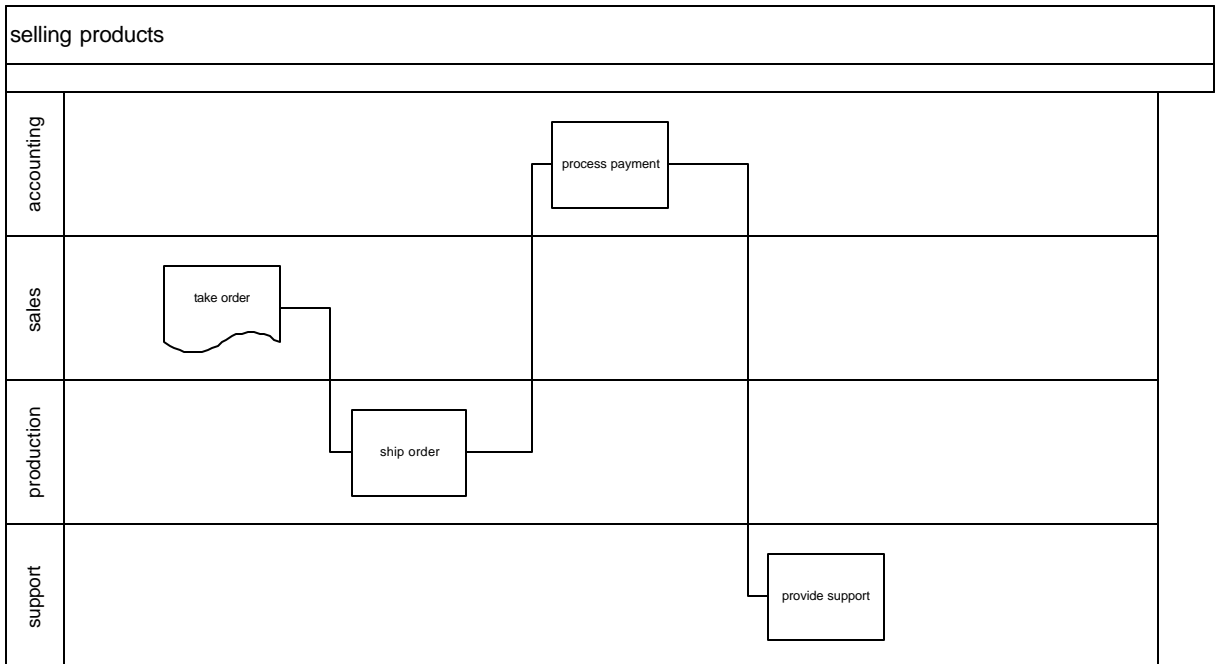 selling products
accounting
process payment
sales
take order
production
ship order
support
provide support